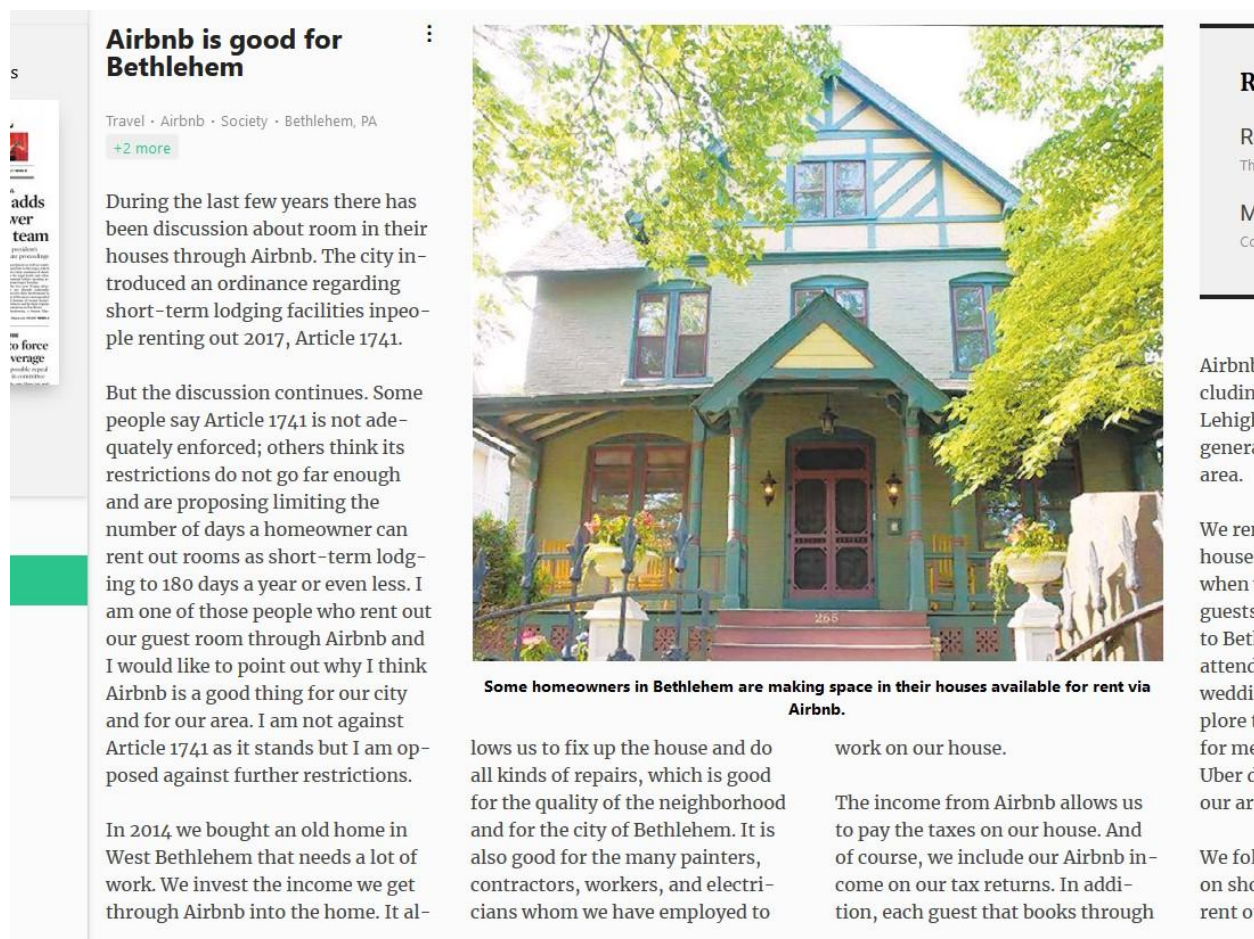 s
adds
wer
team
to force
verage
Airbnb is good for
Bethlehem
Travel • Airbnb • Society • Bethlehem, PA
+2 more
During the last few years there has
been discussion about room in their
houses through Airbnb. The city in-
troduced an ordinance regarding
short-term lodging facilities inpeo-
ple renting out 2017, Article 1741.
But the discussion continues. Some
people say Article 1741 is not ade-
quately enforced; others think its
restrictions do not go far enough
and are proposing limiting the
number of days a homeowner can
rent out rooms as short-term lodg-
ing to 180 days a year or even less. I
am one of those people who rent out
our guest room through Airbnb and
I would like to point out why I think
Airbnb is a good thing for our city
and for our area. I am not against
Article 1741 as it stands but I am op-
posed against further restrictions.
In 2014 we bought an old home in
West Bethlehem that needs a lot of
work. We invest the income we get
through Airbnb into the home. It al-
265
Some homeowners in Bethlehem are making space in their houses available for rent via
Airbnb.
lows us to fix up the house and do
all kinds of repairs, which is good
for the quality of the neighborhood
and for the city of Bethlehem. It is
also good for the many painters,
contractors, workers, and electri-
cians whom we have employed to
work on our house.
The income from Airbnb allows us
to pay the taxes on our house. And
of course, we include our Airbnb in-
come on our tax returns. In addi-
tion, each guest that books through
R
R
Th
M
Co
Airbnb
cludin
Lehigh
genera
area.
We ren
house
when
guests
to Beth
attend
weddi
plore t
for me
Uber d
our ar
We fol
on sho
rent o